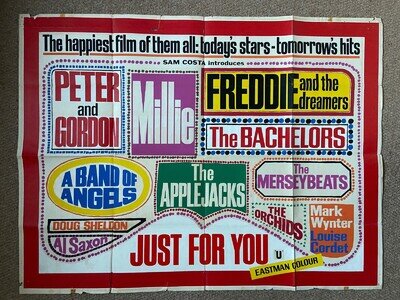 The happiest film of them all: today's stars - tomorrow's hits
SAM COSTA introduces
PETER
and
GORDON
Millie
FREDDIE and the
dreamers
The BACHELORS
A BAND OF
ANGELS
The
APPLEJACKS
The
MERSEYBEATS
DOUG SHELDON
Al Saxon
THE
ORCHIDS
Mark
Wynter
Louise
Cordet
JUST FOR YOU
U
EASTMAN COLOUR